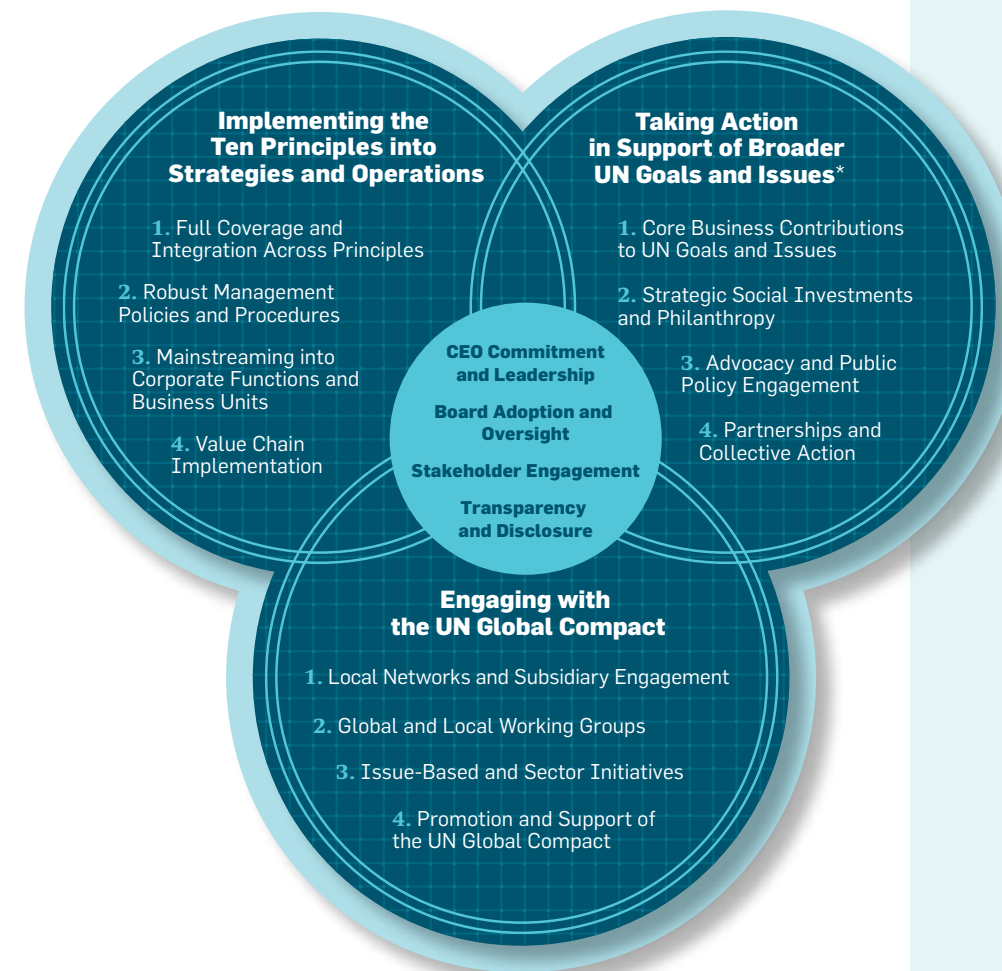 Implementing the
Ten Principles into
Strategies and Operations
1. Full Coverage and
Integration Across Principles
2. Robust Management
Policies and Procedures
3. Mainstreaming into
Corporate Functions and
Business Units
4. Value Chain
Implementation
Taking Action
in Support of Broader
UN Goals and Issues*
1. Core Business Contributions
to UN Goals and Issues
2. Strategic Social Investments
and Philanthropy
3. Advocacy and Public
Policy Engagement
4. Partnerships and
Collective Action
CEO Commitment
and Leadership
Board Adoption and
Oversight
Stakeholder Engagement
Transparency
and Disclosure
Engaging with
the UN Global Compact
1. Local Networks and Subsidiary Engagement
2. Global and Local Working Groups
3. Issue-Based and Sector Initiatives
4. Promotion and Support of
the UN Global Compact